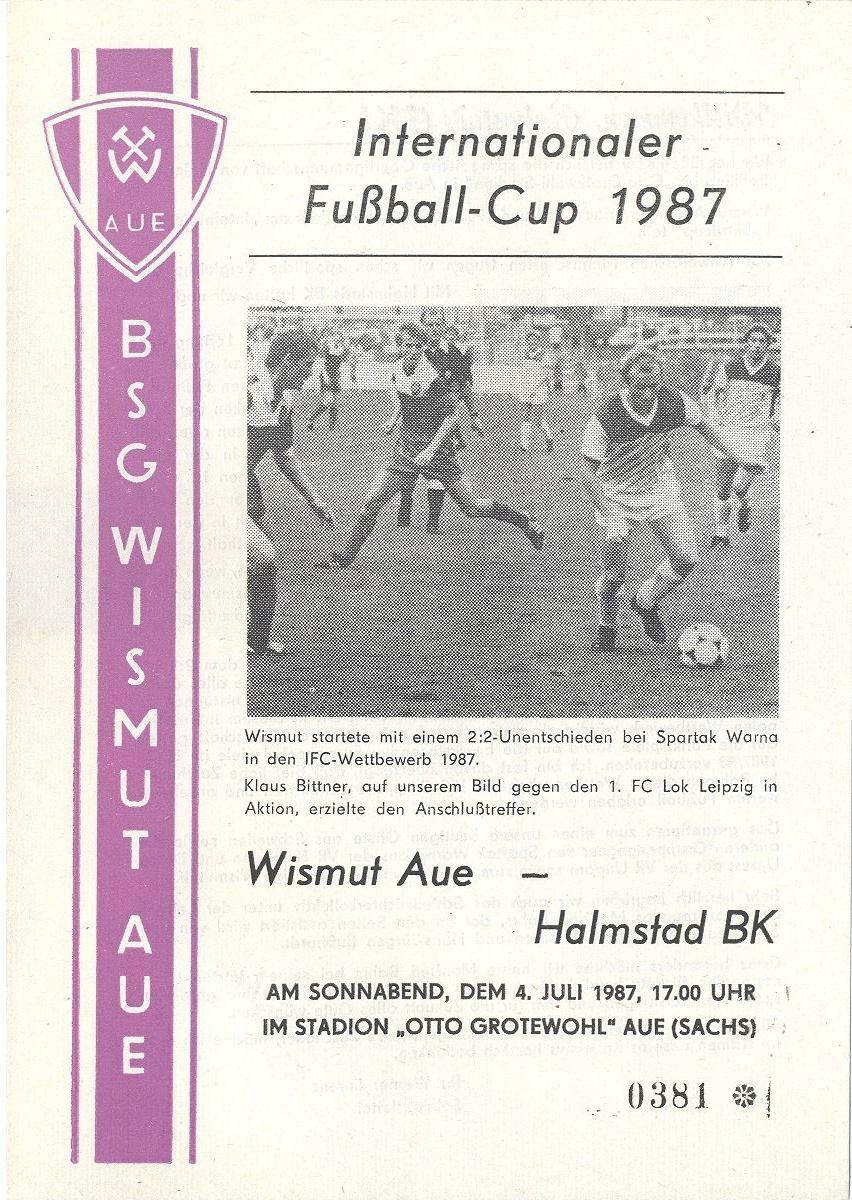 AUE
BSG WISMUT AUE
Internationaler
Fußball-Cup 1987
Wismut startete mit einem 2:2-Unentschieden bei Spartak Warna
in den IFC-Wettbewerb 1987.
Klaus Bittner, auf unserem Bild gegen den 1. FC Lok Leipzig in
Aktion, erzielte den Anschlußtreffer.
Wismut Aue –
Halmstad BK
AM SONNABEND, DEM 4. JULI 1987, 17.00 UHR
IM STADION „OTTO GROTEWOHL" AUE (SACHS)
0381